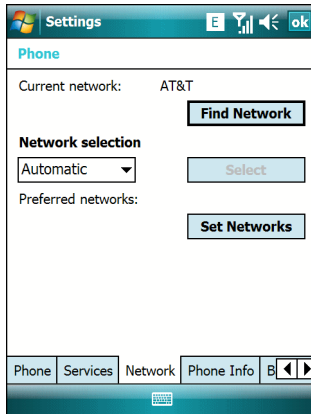 Settings E ok
Phone
Current network: AT&T
Find Network
Network selection
Automatic Select
Preferred networks:
Set Networks
Phone Services Network Phone Info B